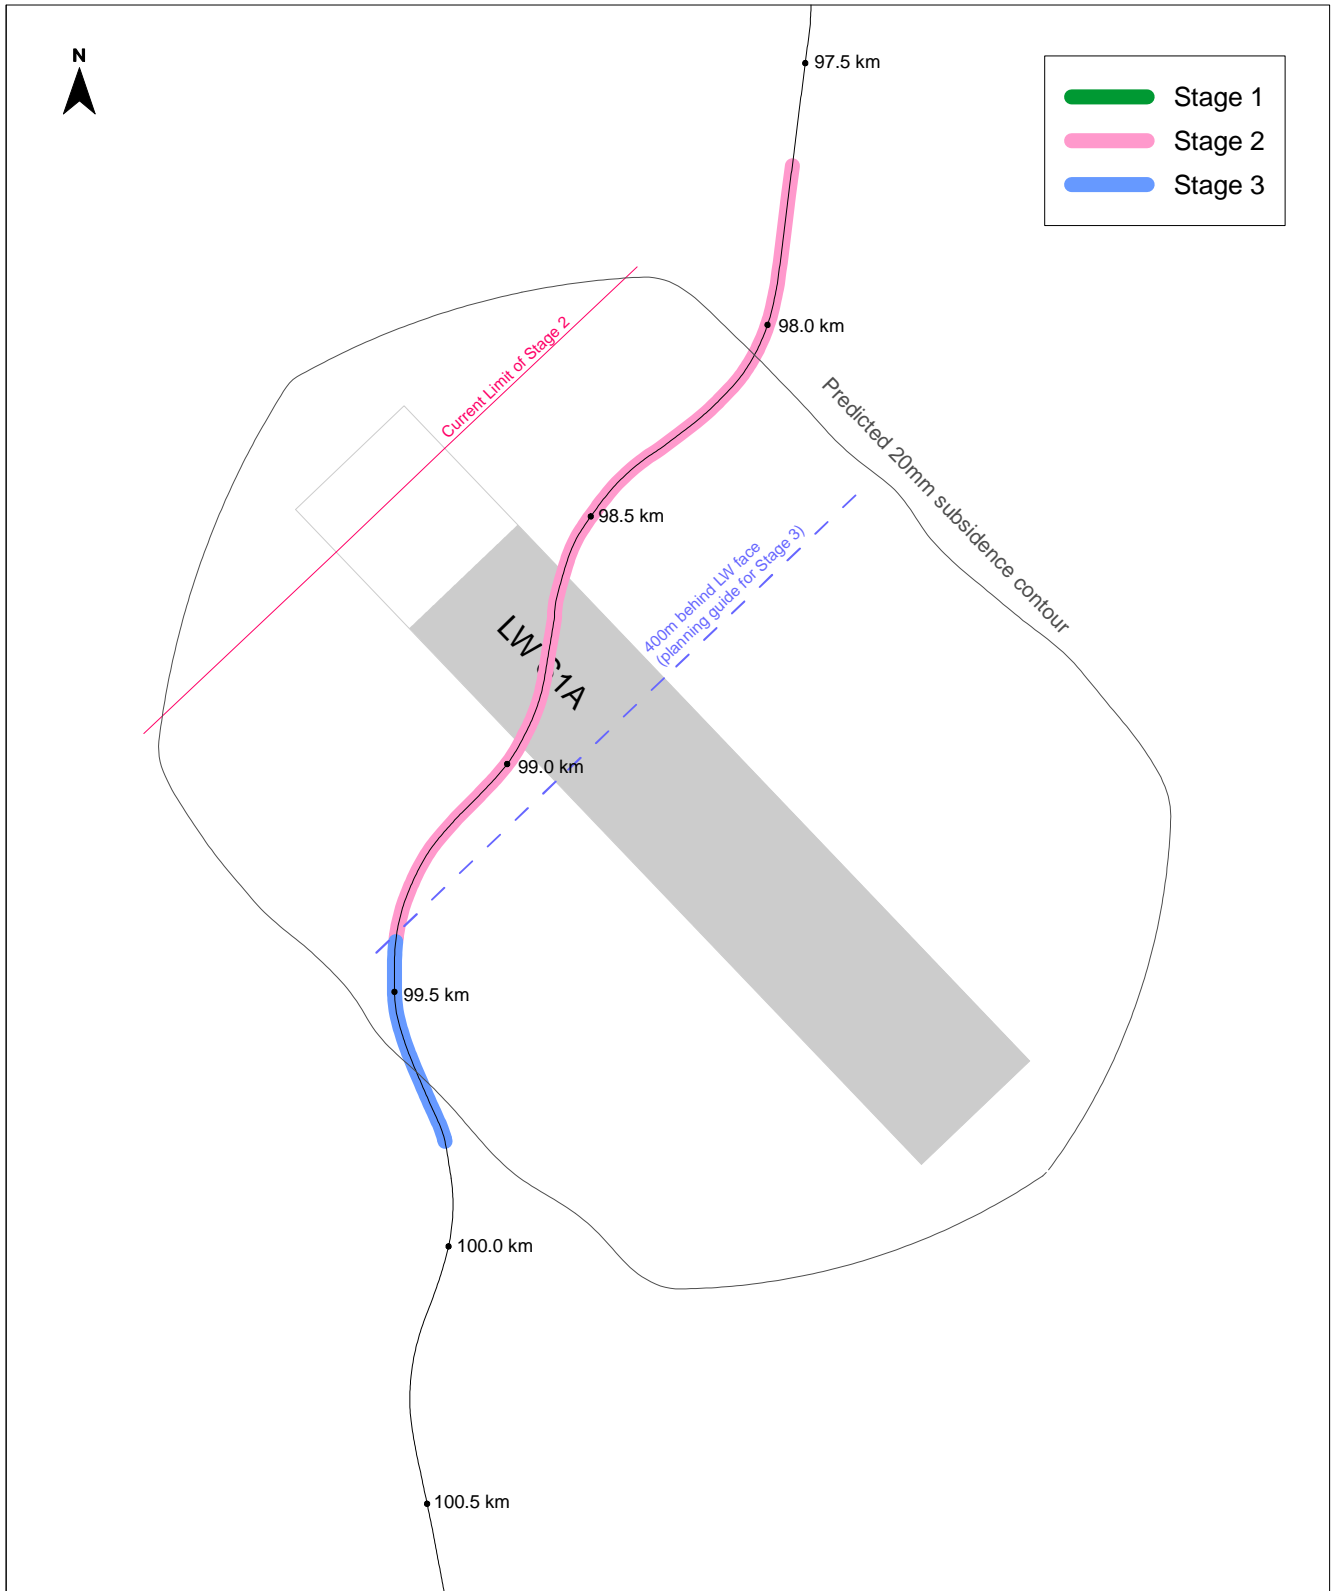 N
97.5 km
Stage 1
Stage 2
Stage 3
98.0 km
Current Limit of Stage 2
Predicted 20mm subsidence contour
98.5 km
400m behind LW face
(planning guide for Stage 3)
LW
99.0 km
99.5 km
100.0 km
100.5 km